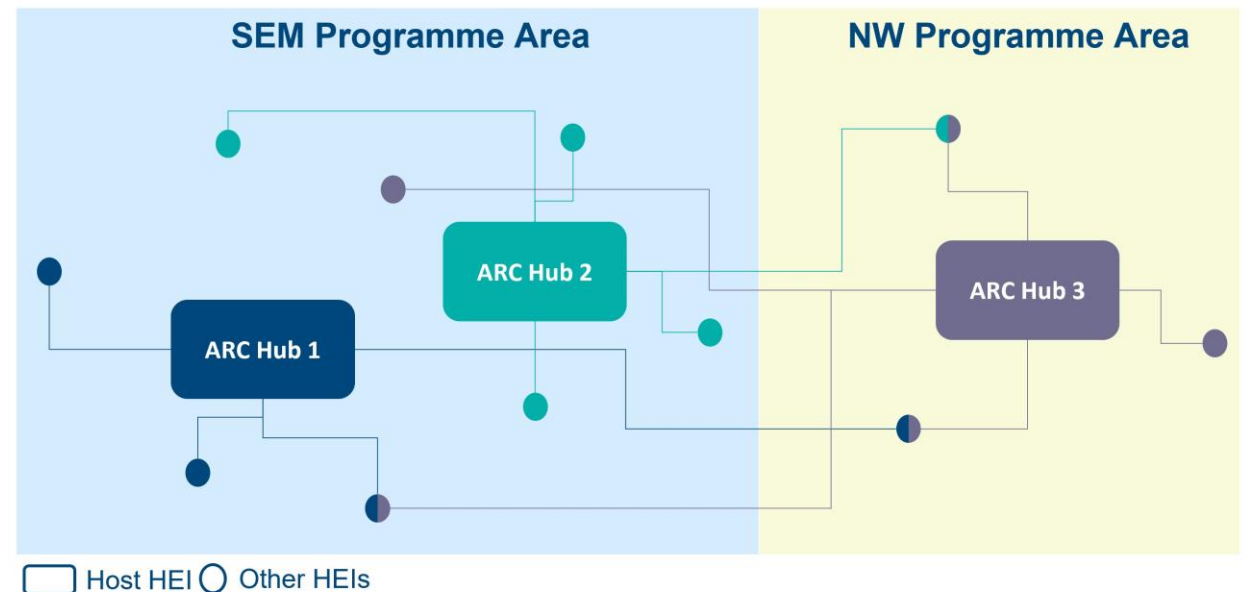 SEM Programme Area
NW Programme Area
ARC Hub 2
ARC Hub 3
ARC Hub 1
Host HEI
Other HEIs